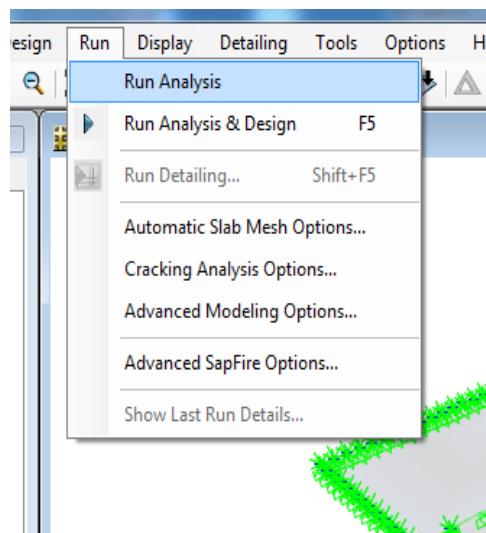 esign Run Display Detailing Tools Options H
Run Analysis
Run Analysis & Design F5
Run Detailing... Shift+F5
Automatic Slab Mesh Options...
Cracking Analysis Options...
Advanced Modeling Options...
Advanced SapFire Options...
Show Last Run Details...